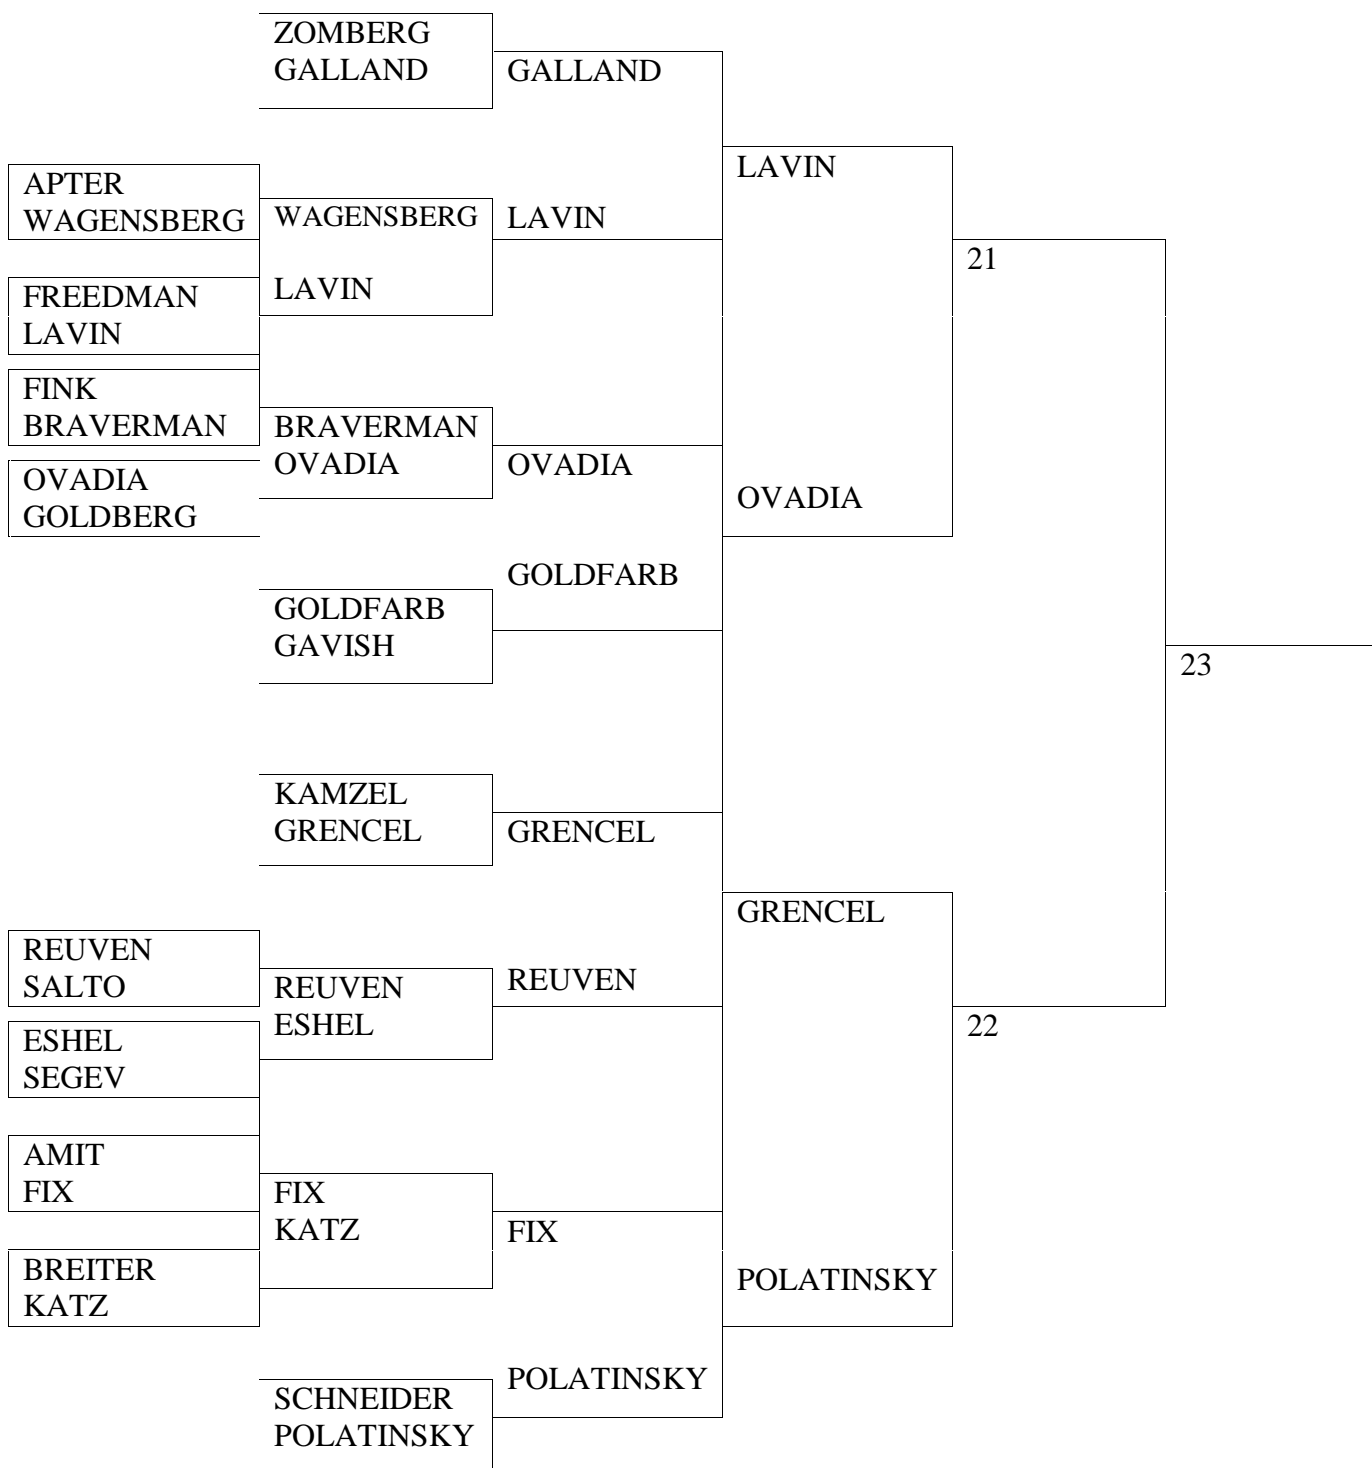 ZOMBERG
GALLAND
GALLAND
LAVIN
APTER
WAGENSBERG
WAGENSBERG
LAVIN
21
FREEDMAN
LAVIN
LAVIN
FINK
BRAVERMAN
BRAVERMAN
OVADIA
OVADIA
OVADIA
GOLDBERG
OVADIA
GOLDFARB
GOLDFARB
GAVISH
23
KAMZEL
GRENCEL
GRENCEL
GRENCEL
REUVEN
SALTO
REUVEN
ESHEL
REUVEN
22
ESHEL
SEGEV
AMIT
FIX
FIX
KATZ
FIX
BREITER
KATZ
POLATINSKY
POLATINSKY
SCHNEIDER
POLATINSKY